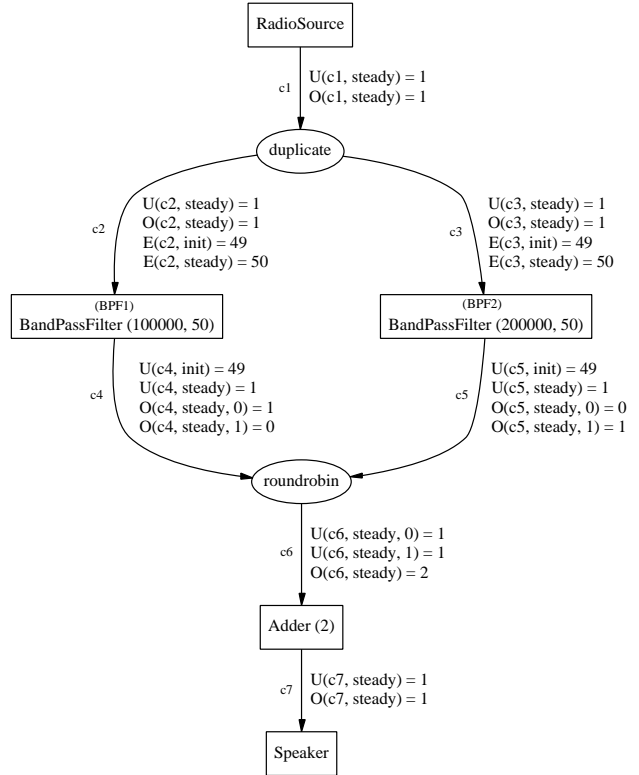 RadioSource
c1
U(c1, steady) = 1
O(c1, steady) = 1
duplicate
c2
U(c2, steady) = 1
O(c2, steady) = 1
E(c2, init) = 49
E(c2, steady) = 50
c3
U(c3, steady) = 1
O(c3, steady) = 1
E(c3, init) = 49
E(c3, steady) = 50
(BPF1)
BandPassFilter (100000, 50)
(BPF2)
BandPassFilter (200000, 50)
c4
U(c4, init) = 49
U(c4, steady) = 1
O(c4, steady, 0) = 1
O(c4, steady, 1) = 0
c5
U(c5, init) = 49
U(c5, steady) = 1
O(c5, steady, 0) = 0
O(c5, steady, 1) = 1
roundrobin
c6
U(c6, steady, 0) = 1
U(c6, steady, 1) = 1
O(c6, steady) = 2
Adder (2)
c7
U(c7, steady) = 1
O(c7, steady) = 1
Speaker